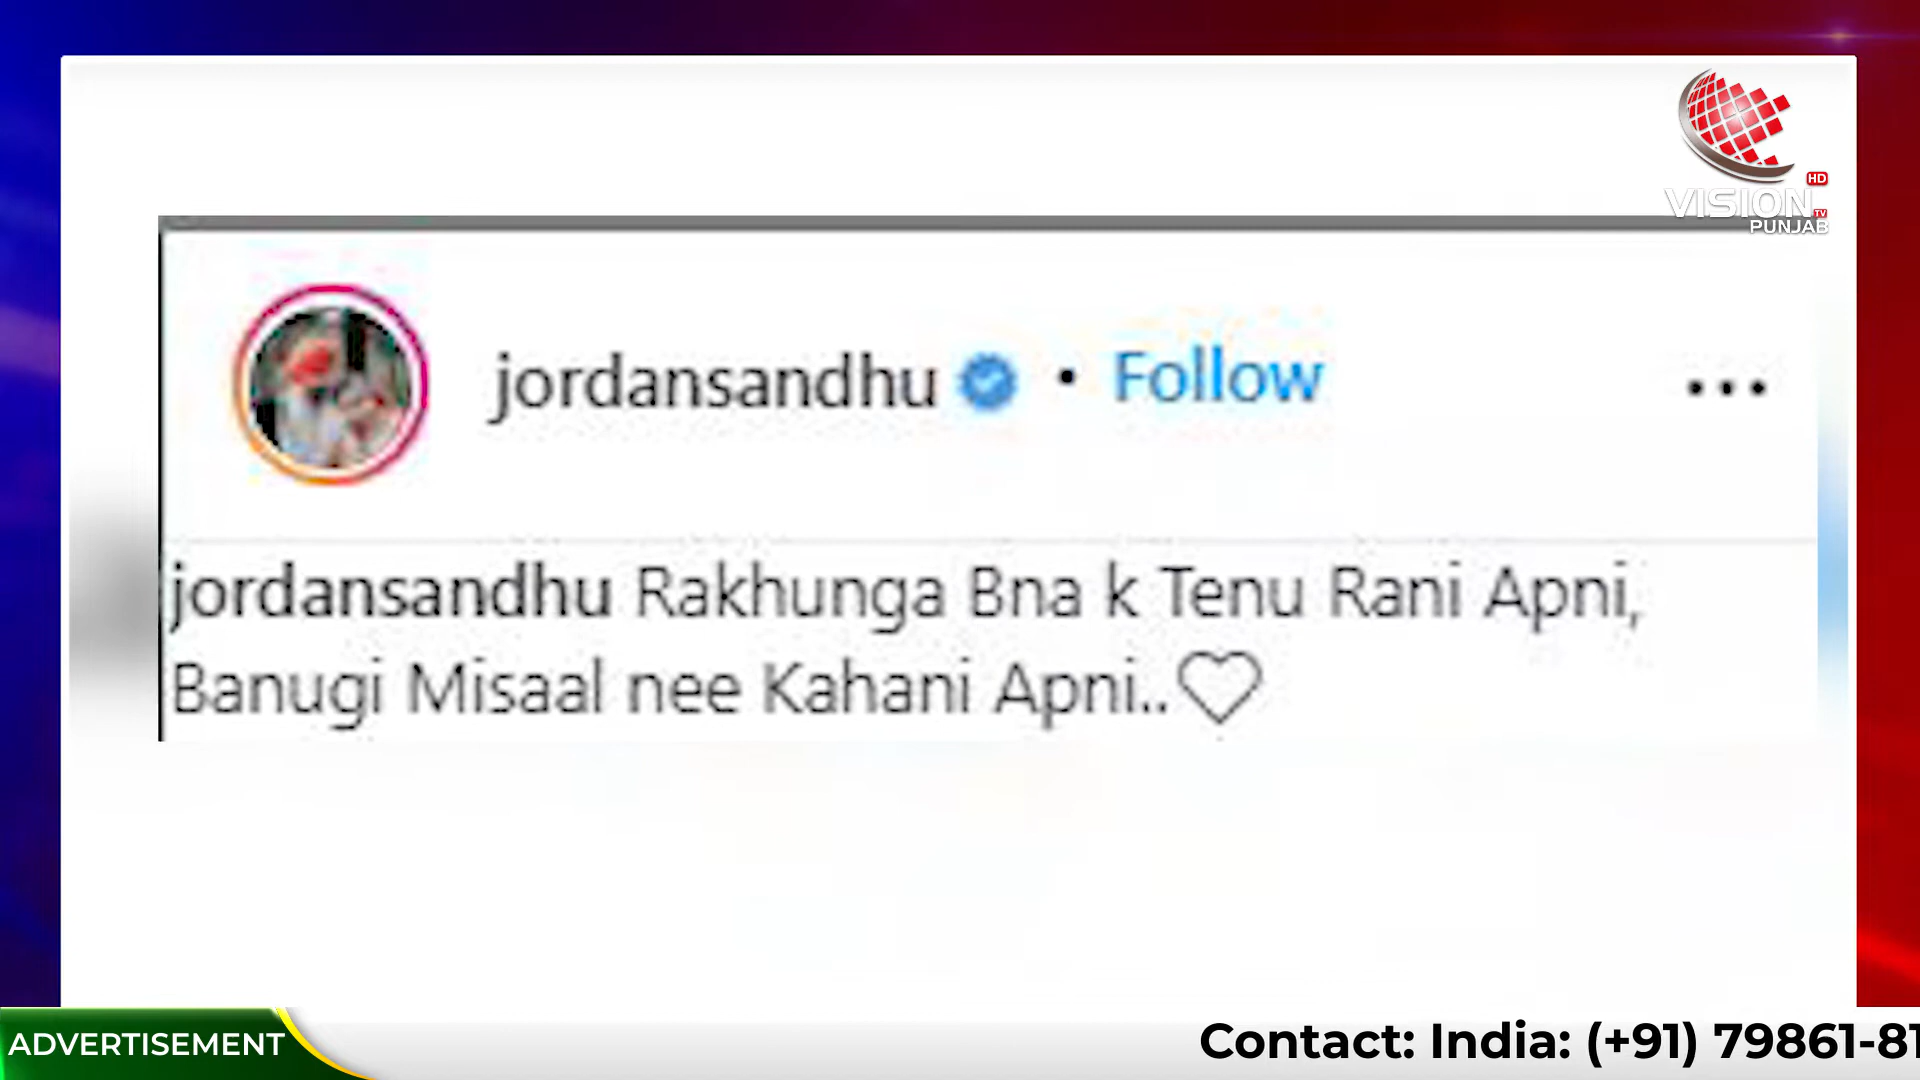 HD
VISION
TV
PUNJAB
jordansandhu • Follow
jordansandhu Rakhunga Bna k Tenu Rani Apni,
Banugi Misaal nee Kahani Apni..♡
ADVERTISEMENT
Contact: India: (+91) 79861-81